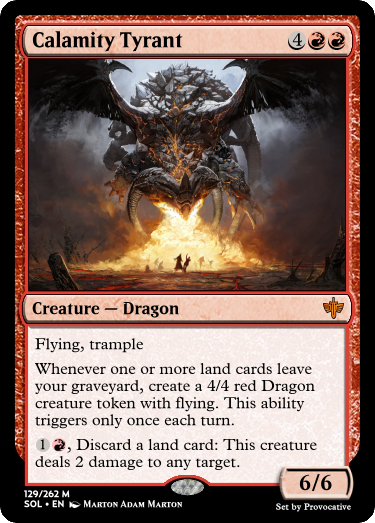 Calamity Tyrant 4
Creature — Dragon
Flying, trample
Whenever one or more land cards leave
your graveyard, create a 4/4 red Dragon
creature token with flying. This ability
triggers only once each turn.
1 , Discard a land card: This creature
deals 2 damage to any target.
6/6
129/262 M
SOL • EN Marton Adam Marton
Set by Provocative